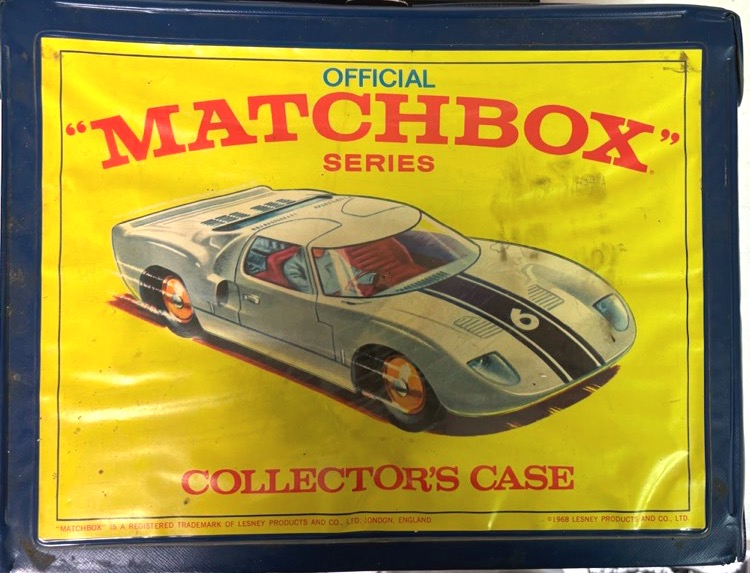 OFFICIAL
"MATCHBOX"
SERIES
6
COLLECTOR'S CASE
"MATCHBOX" IS A REGISTERED TRADEMARK OF LESNEY PRODUCTS AND CO., LTD. LONDON, ENGLAND
©1968 LESNEY PRODUCTS AND CO., LTD.